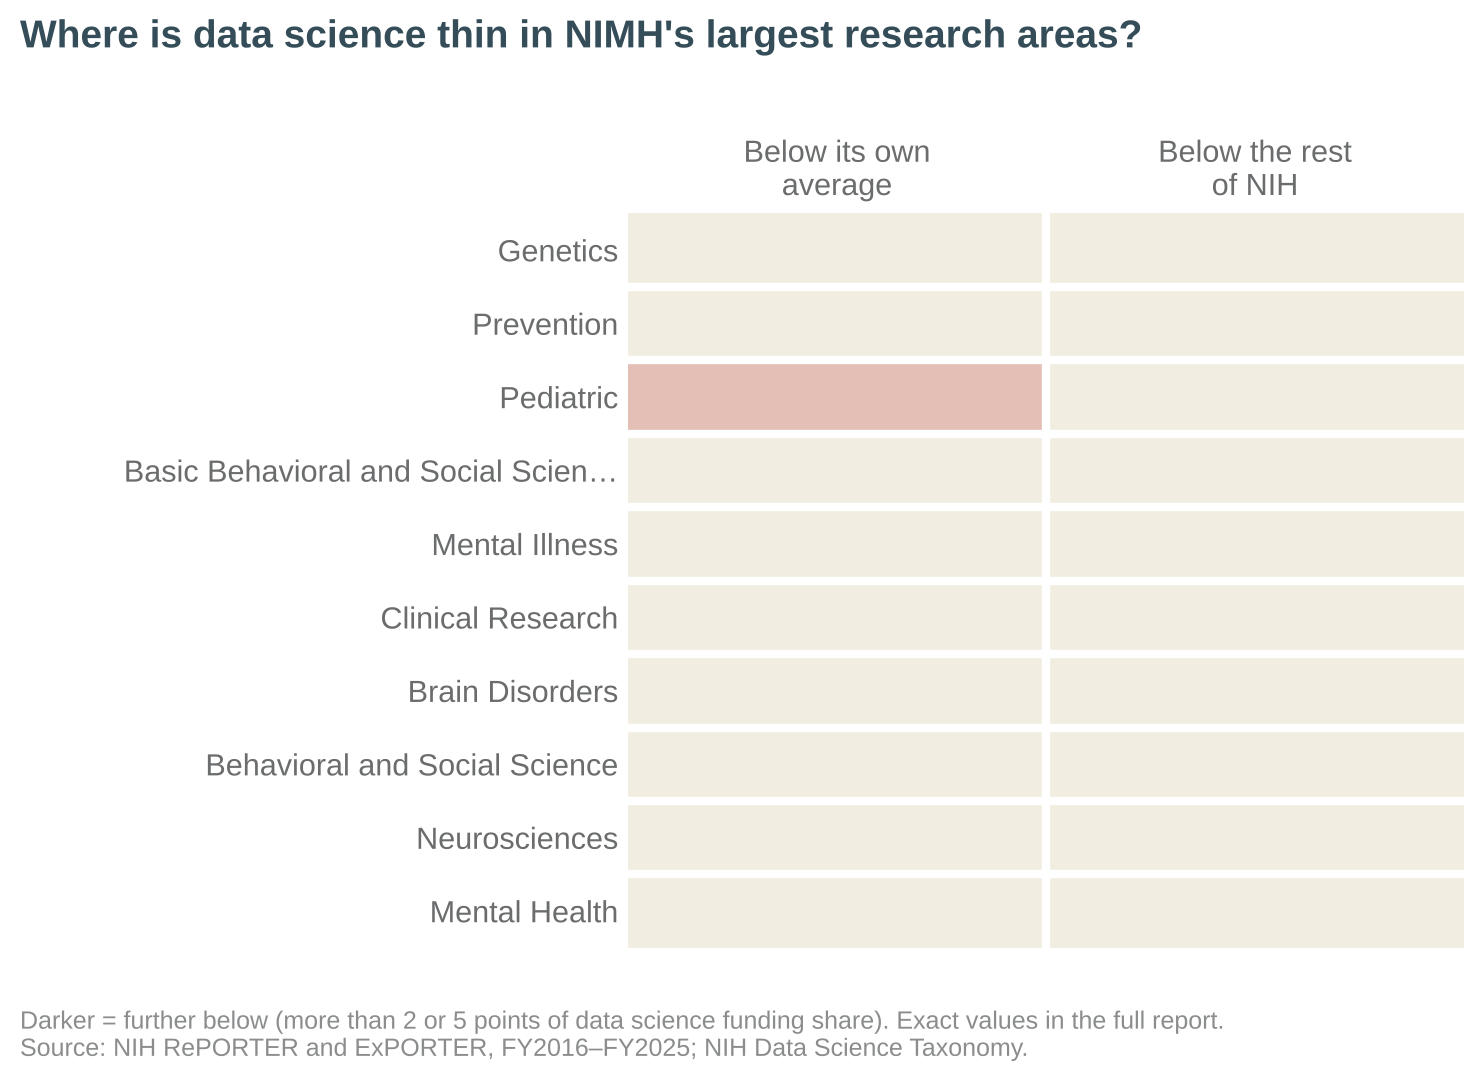 Where is data science thin in NIMH's largest research areas?
Below its own
average
Below the rest
of NIH
Genetics
Prevention
Pediatric
Basic Behavioral and Social Scien…
Mental Illness
Clinical Research
Brain Disorders
Behavioral and Social Science
Neurosciences
Mental Health
Darker = further below (more than 2 or 5 points of data science funding share). Exact values in the full report.
Source: NIH RePORTER and ExPORTER, FY2016–FY2025; NIH Data Science Taxonomy.